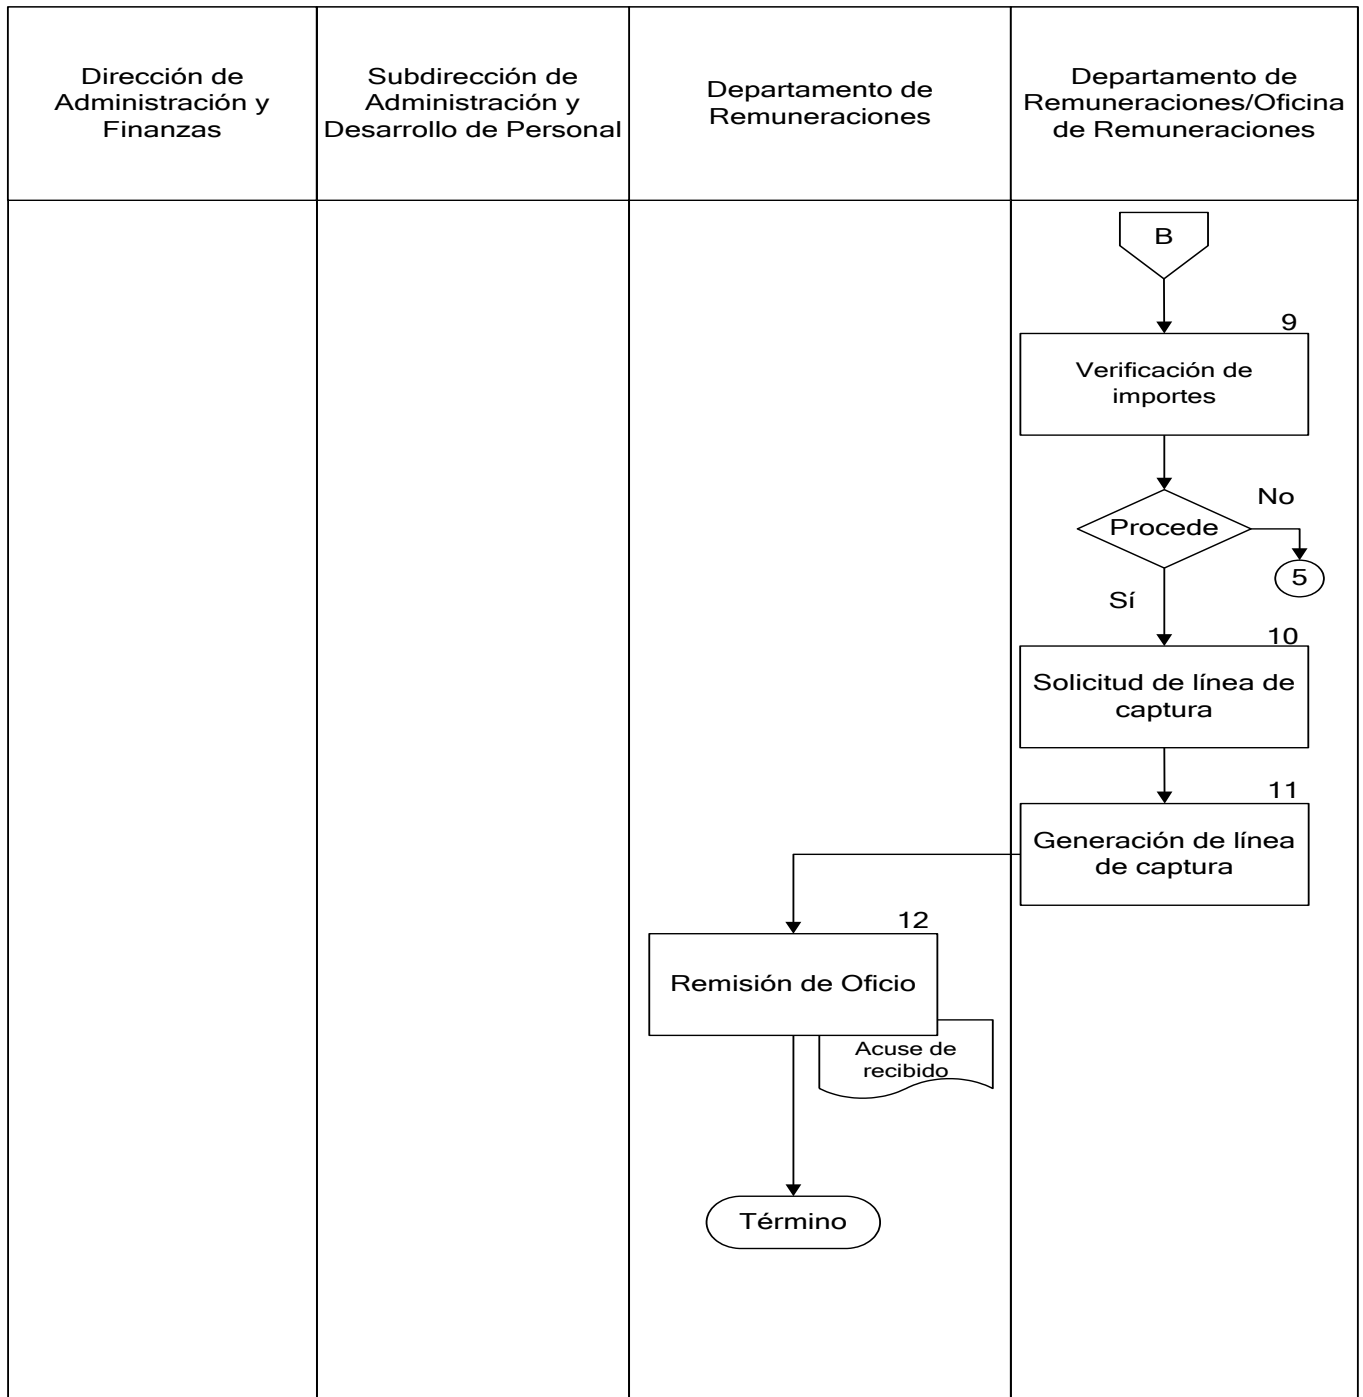 Dirección de
Administración y
Finanzas
Subdirección de
Administración y
Desarrollo de Personal
Departamento de
Remuneraciones
Departamento de
Remuneraciones/Oficina
de Remuneraciones
B
9
Verificación de
importes
Procede
No
5
Sí
10
Solicitud de línea de
captura
11
Generación de línea
de captura
12
Remisión de Oficio
Acuse de
recibido
Término